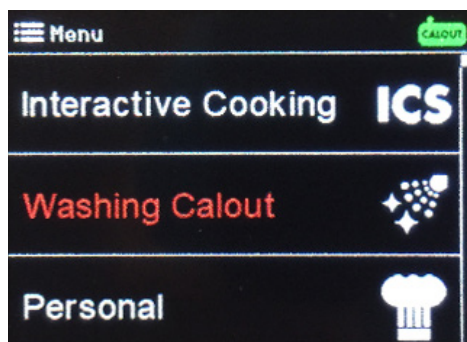 Menu
CALOUT
Interactive Cooking ICS
Washing Calout
Personal